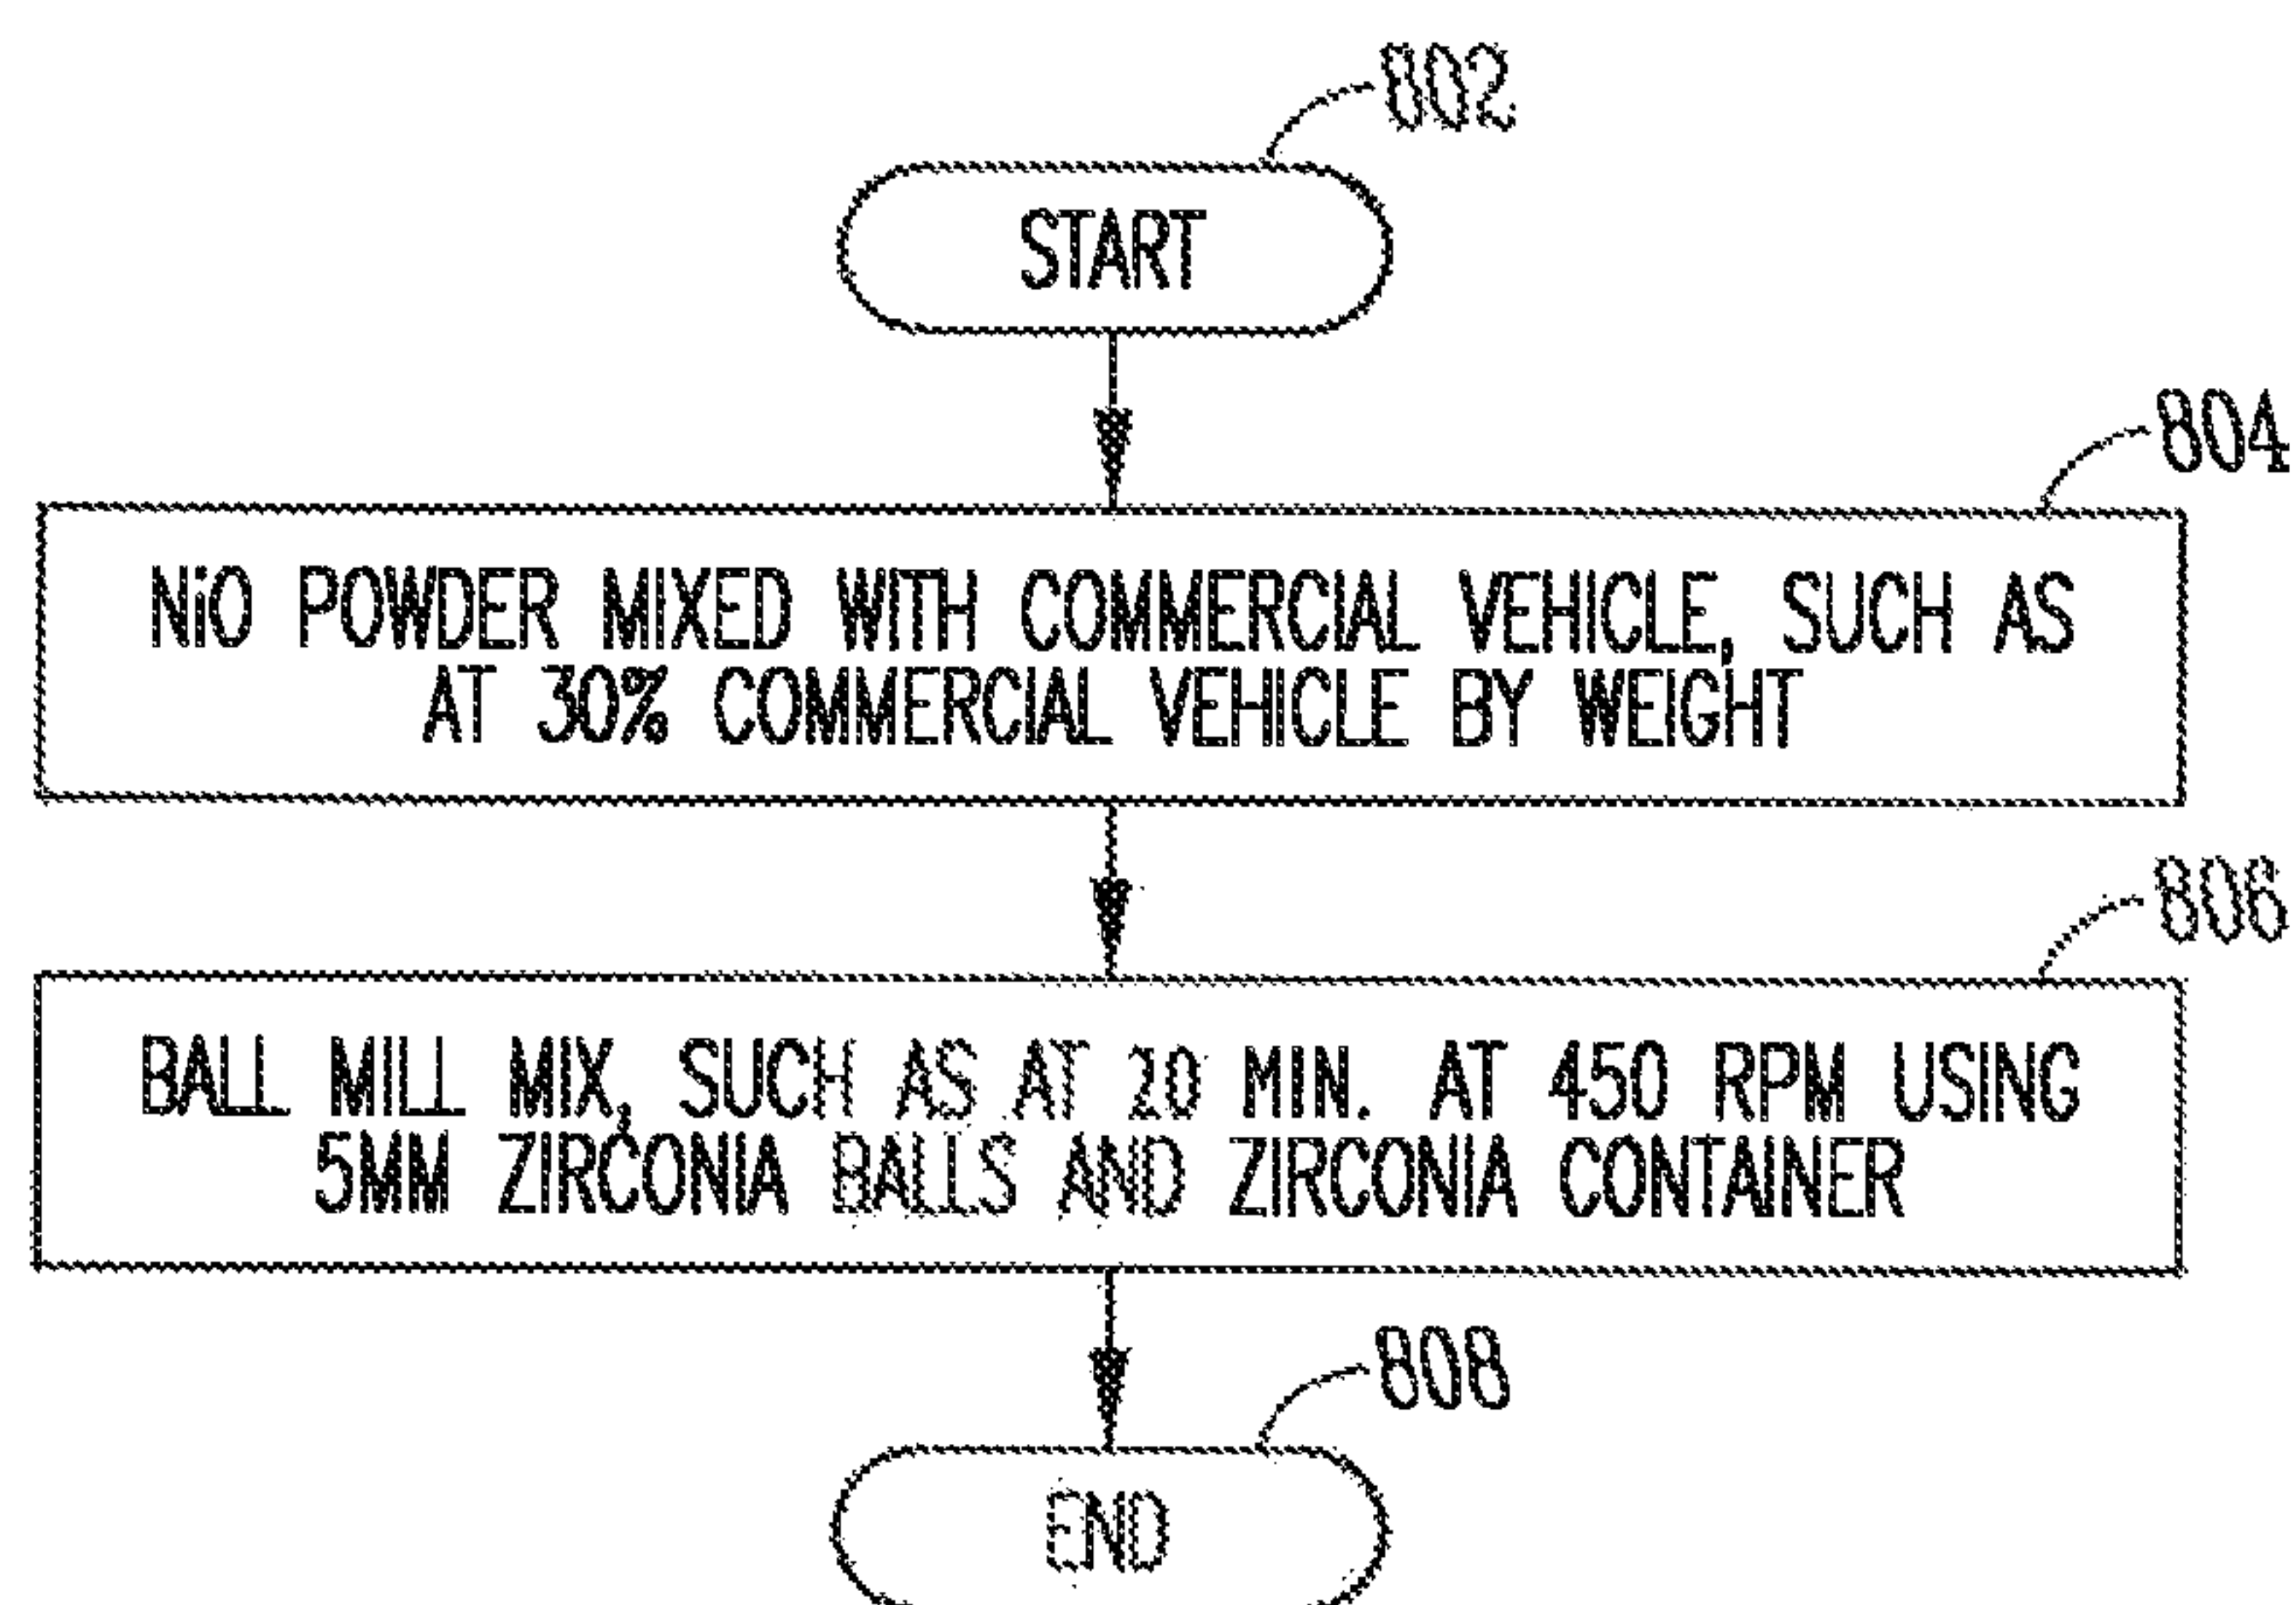 802
START
804
NiO POWDER MIXED WITH COMMERCIAL VEHICLE, SUCH AS
AT 30% COMMERCIAL VEHICLE BY WEIGHT
806
BALL MILL MIX, SUCH AS AT 20 MIN. AT 450 RPM USING
5MM ZIRCONIA BALLS AND ZIRCONIA CONTAINER
808
END